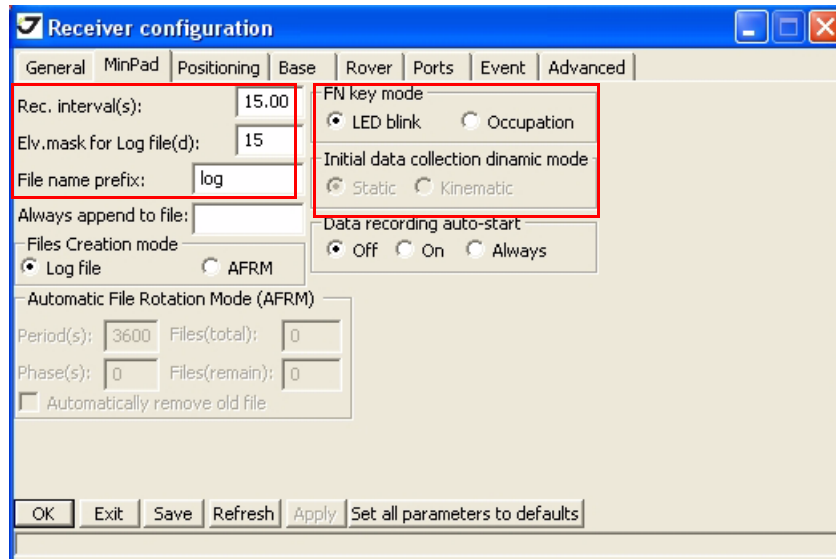 Receiver configuration
General MinPad Positioning Base Rover Ports Event Advanced
Rec. interval(s): 15.00
Elv.mask for Log file(d): 15
File name prefix: log
Always append to file:
Files Creation mode
Log file AFRM
FN key mode
LED blink Occupation
Initial data collection dinamic mode
Static Kinematic
Data recording auto-start
Off On Always
Automatic File Rotation Mode (AFRM)
Period(s): 3600 Files(total): 0
Phase(s): 0 Files(remain): 0
Automatically remove old file
OK Exit Save Refresh Apply Set all parameters to defaults